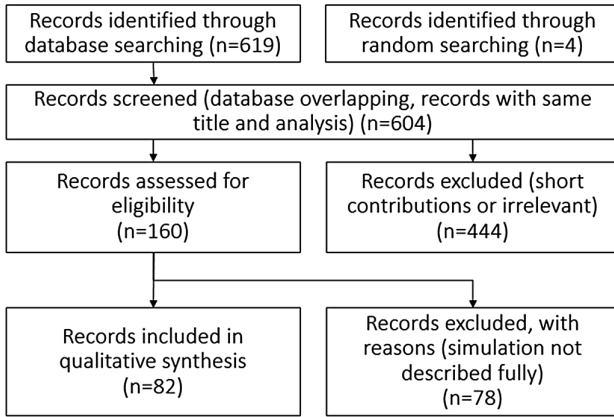 Records identified through
database searching (n=619)
Records identified through
random searching (n=4)
Records screened (database overlapping, records with same
title and analysis) (n=604)
Records assessed for
eligibility
(n=160)
Records excluded (short
contributions or irrelevant)
(n=444)
Records included in
qualitative synthesis
(n=82)
Records excluded, with
reasons (simulation not
described fully)
(n=78)